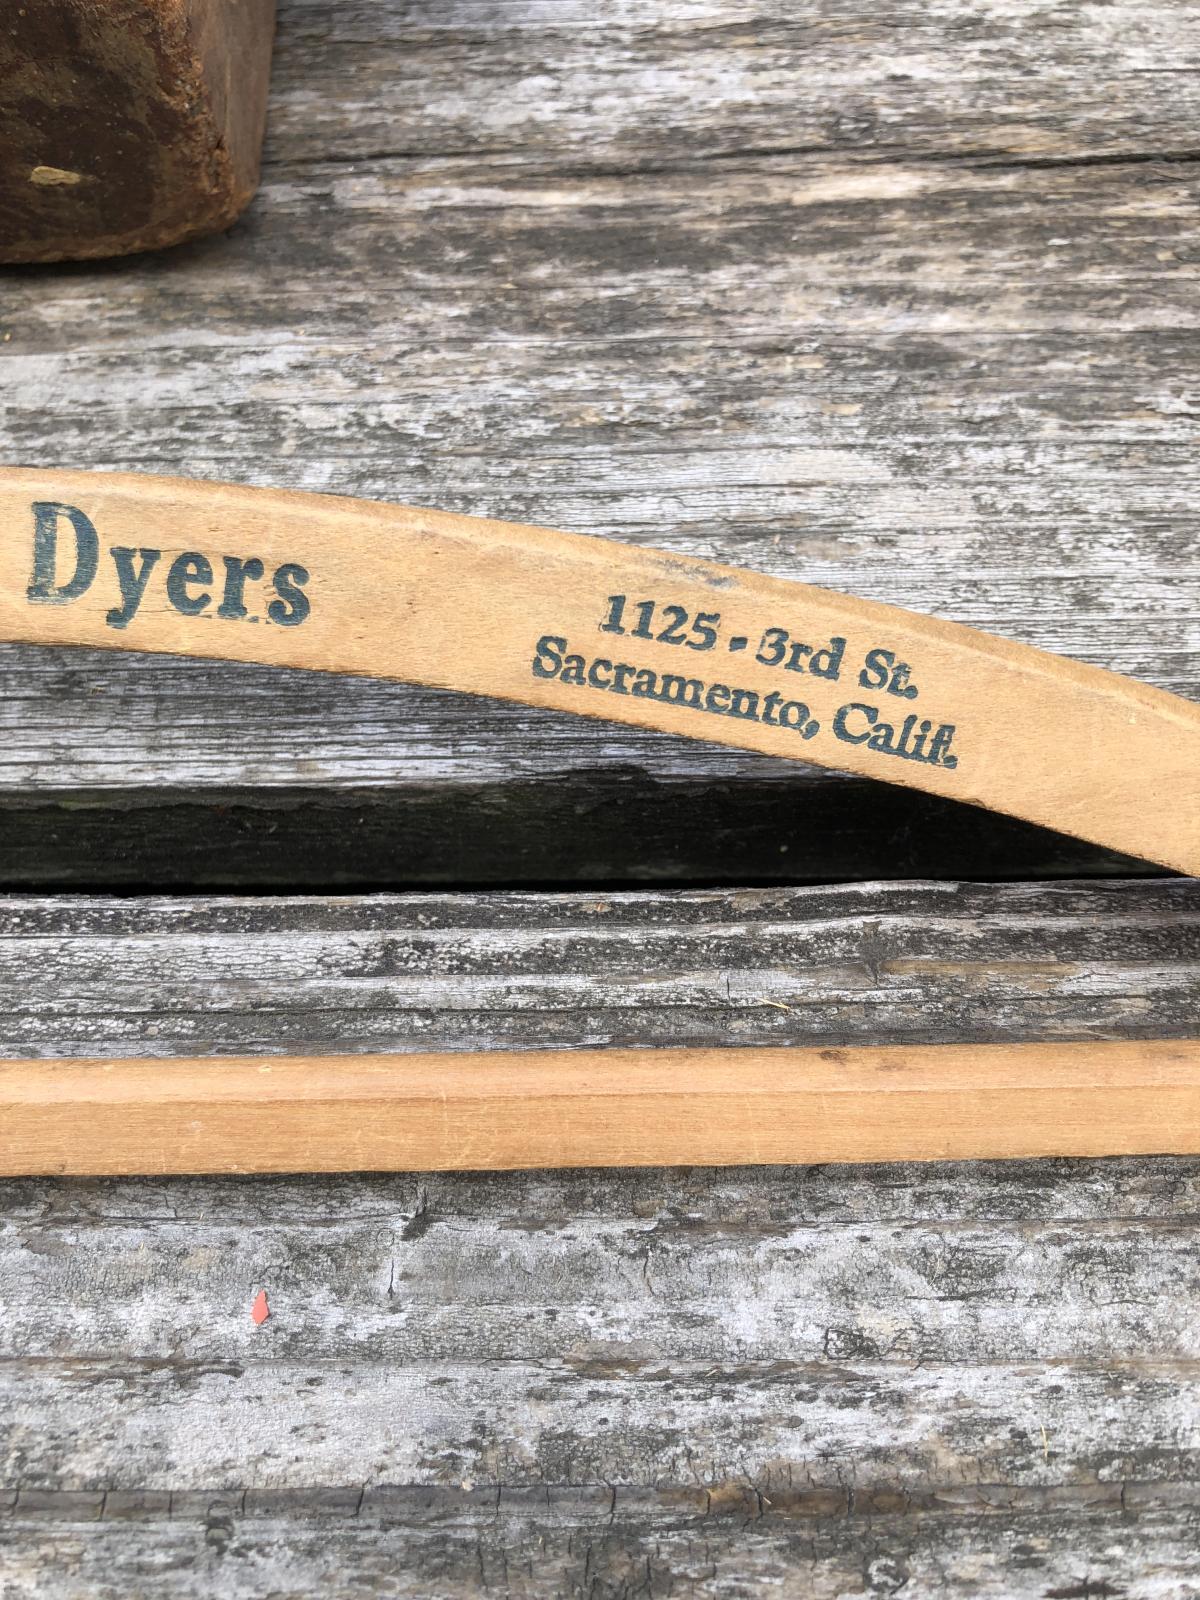 Dyers
1125 - 3rd St.
Sacramento, Calif.